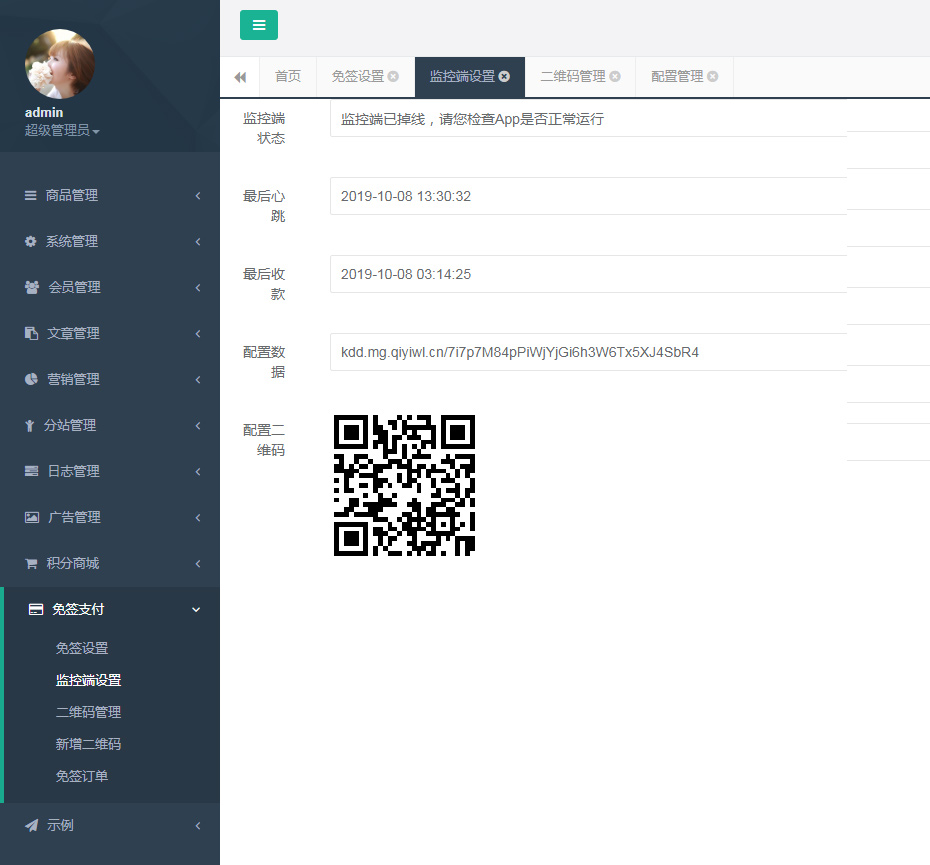 admin
超级管理员
商品管理
系统管理
会员管理
文章管理
营销管理
分站管理
日志管理
广告管理
积分商城
免签支付
免签设置
监控端设置
二维码管理
新增二维码
免签订单
示例
首页 免签设置 监控端设置 二维码管理 配置管理
监控端
状态
监控端已掉线，请您检查App是否正常运行
最后心
跳
2019-10-08 13:30:32
最后收
款
2019-10-08 03:14:25
配置数
据
kdd.mg.qiyiwl.cn/7i7p7M84pPiWjYjGi6h3W6Tx5XJ4SbR4
配置二
维码